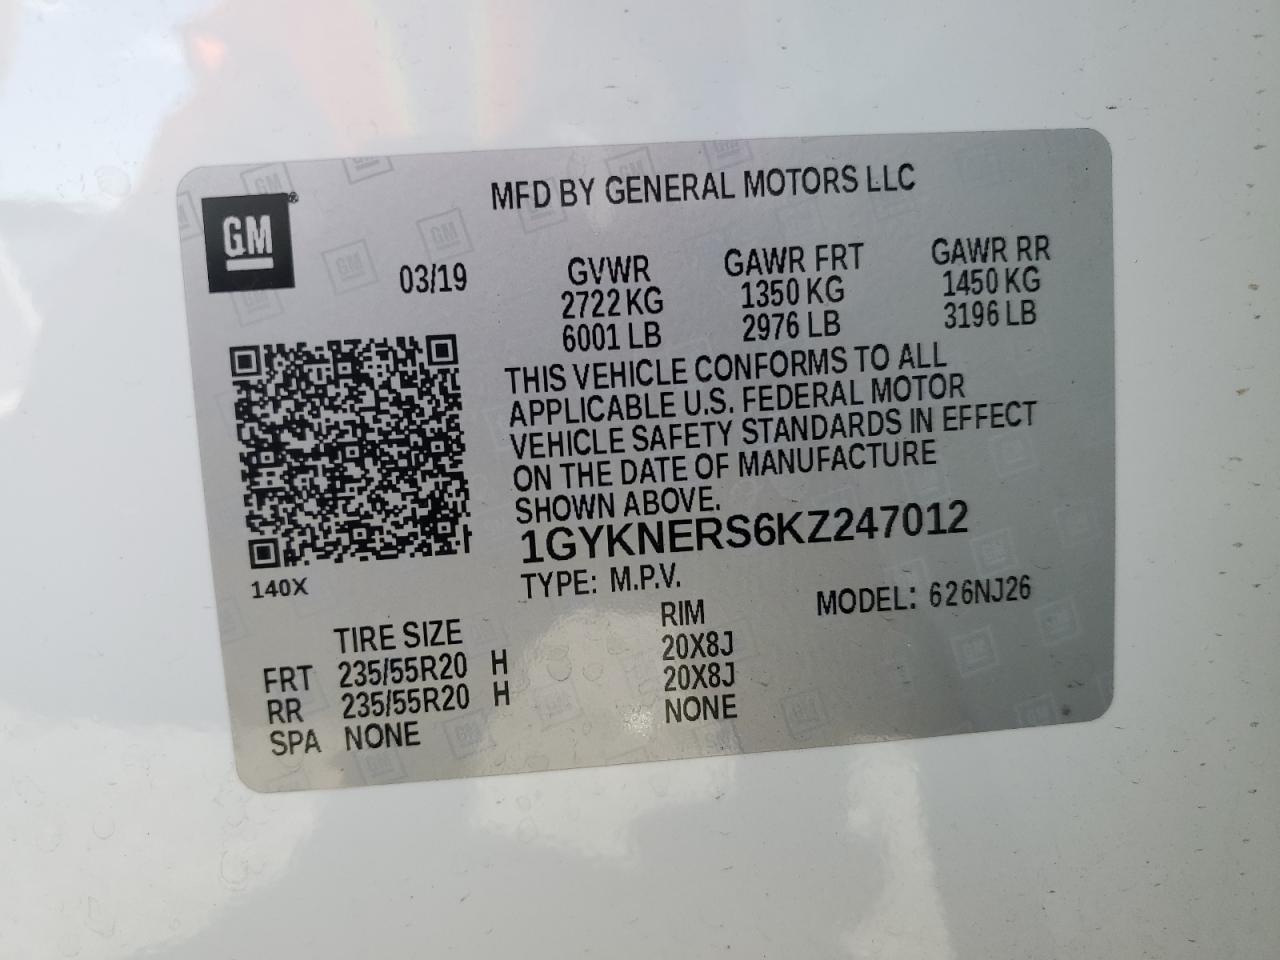 MFD BY GENERAL MOTORS LLC
GM®
03/19
GVWR GAWR FRT GAWR RR
2722 KG 1350 KG 1450 KG
6001 LB 2976 LB 3196 LB
THIS VEHICLE CONFORMS TO ALL
APPLICABLE U.S. FEDERAL MOTOR
VEHICLE SAFETY STANDARDS IN EFFECT
ON THE DATE OF MANUFACTURE
SHOWN ABOVE.
1GYKNERS6KZ247012
140X
TYPE: M.P.V. MODEL: 626NJ26
TIRE SIZE RIM
FRT 235/55R20 H 20X8J
RR 235/55R20 H 20X8J
SPA NONE NONE